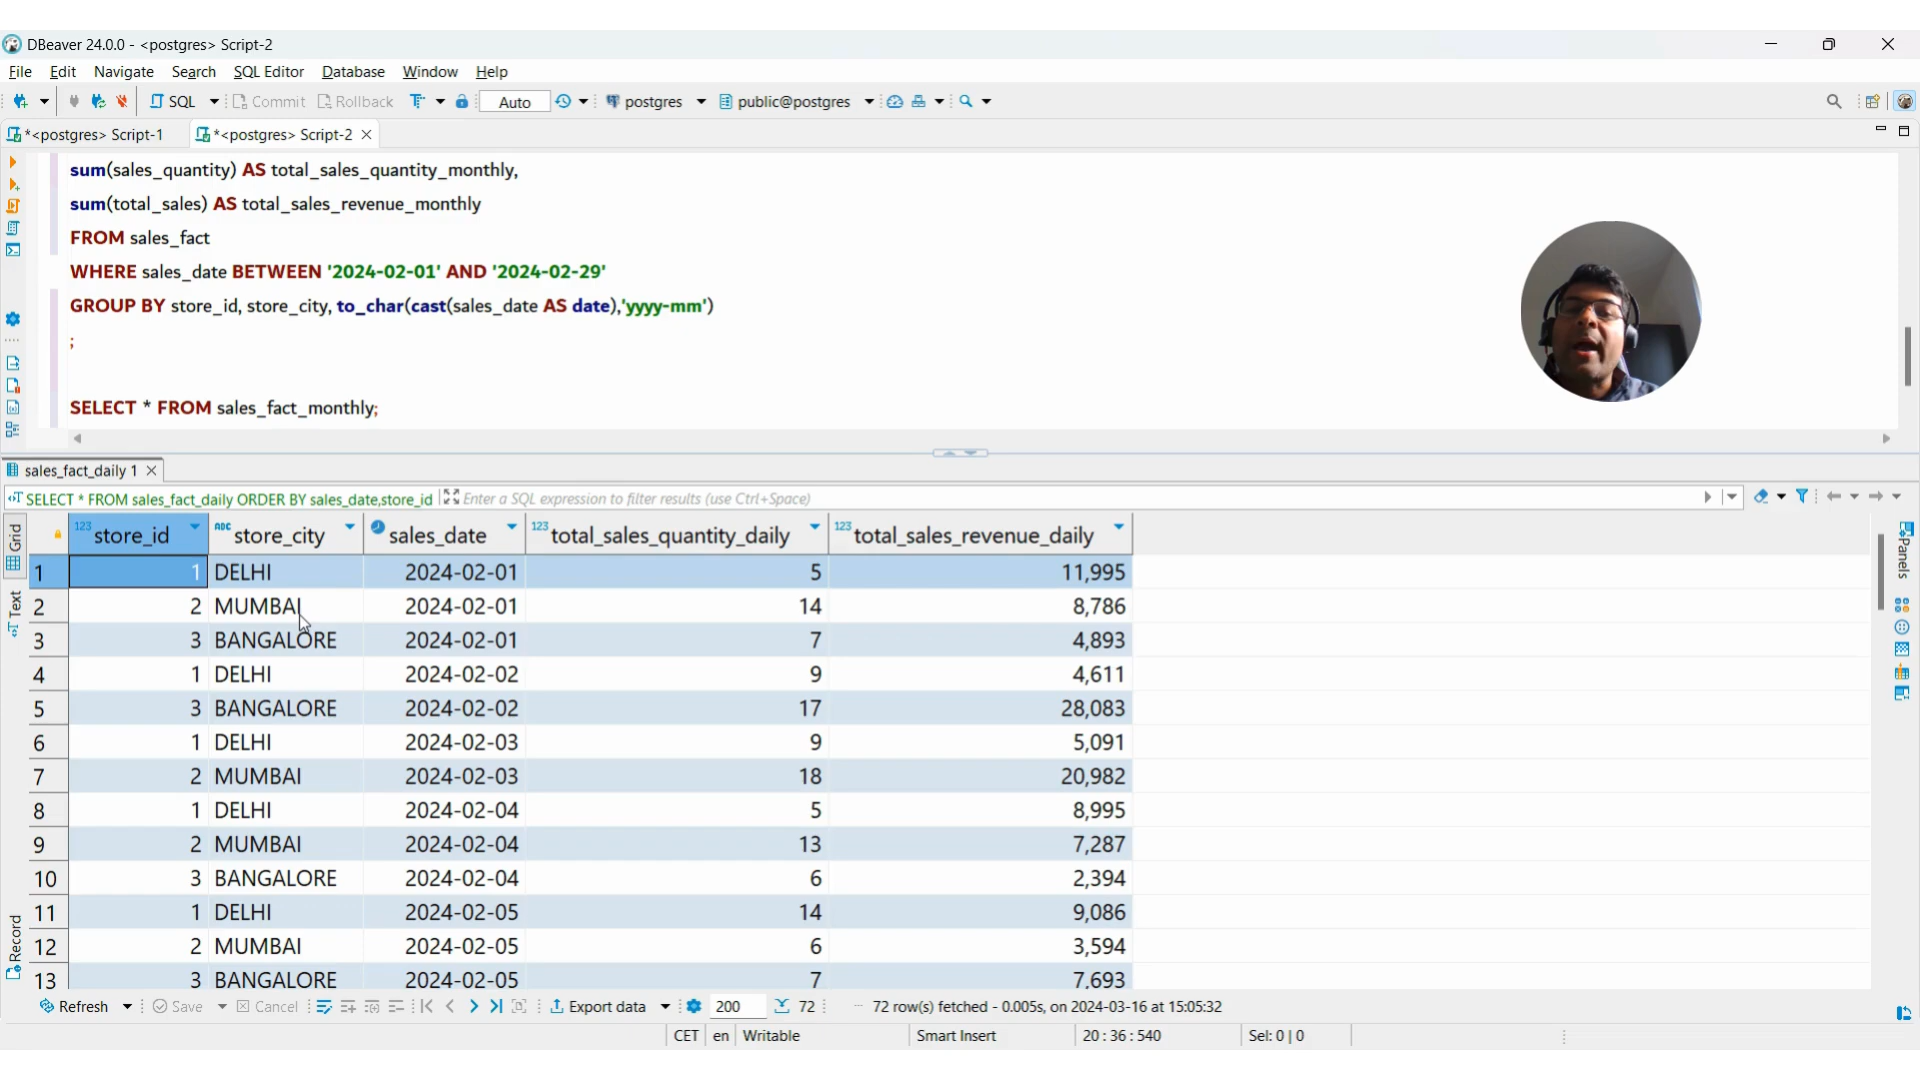 DBeaver 24.0.0 - <postgres> Script-2
File Edit Navigate Search SQL Editor Database Window Help
SQL Commit Rollback Auto postgres public@postgres
*<postgres> Script-1 *<postgres> Script-2
sum(sales_quantity) AS total_sales_quantity_monthly,
sum(total_sales) AS total_sales_revenue_monthly
FROM sales_fact
WHERE sales_date BETWEEN '2024-02-01' AND '2024-02-29'
GROUP BY store_id, store_city, to_char(cast(sales_date AS date),'yyyy-mm')
;
SELECT * FROM sales_fact_monthly;
sales_fact_daily 1
SELECT * FROM sales_fact_daily ORDER BY sales_date,store_id Enter a SQL expression to filter results (use Ctrl+Space)
Grid
Text
Record
Panels
123 store_id ABC store_city sales_date 123 total_sales_quantity_daily 123 total_sales_revenue_daily
1 1 DELHI 2024-02-01 5 11,995
2 2 MUMBAI 2024-02-01 14 8,786
3 3 BANGALORE 2024-02-01 7 4,893
4 1 DELHI 2024-02-02 9 4,611
5 3 BANGALORE 2024-02-02 17 28,083
6 1 DELHI 2024-02-03 9 5,091
7 2 MUMBAI 2024-02-03 18 20,982
8 1 DELHI 2024-02-04 5 8,995
9 2 MUMBAI 2024-02-04 13 7,287
10 3 BANGALORE 2024-02-04 6 2,394
11 1 DELHI 2024-02-05 14 9,086
12 2 MUMBAI 2024-02-05 6 3,594
13 3 BANGALORE 2024-02-05 7 7,693
Refresh Save Cancel Export data 200 72 72 row(s) fetched - 0.005s, on 2024-03-16 at 15:05:32
CET en Writable Smart Insert 20 : 36 : 540 Sel: 0 | 0